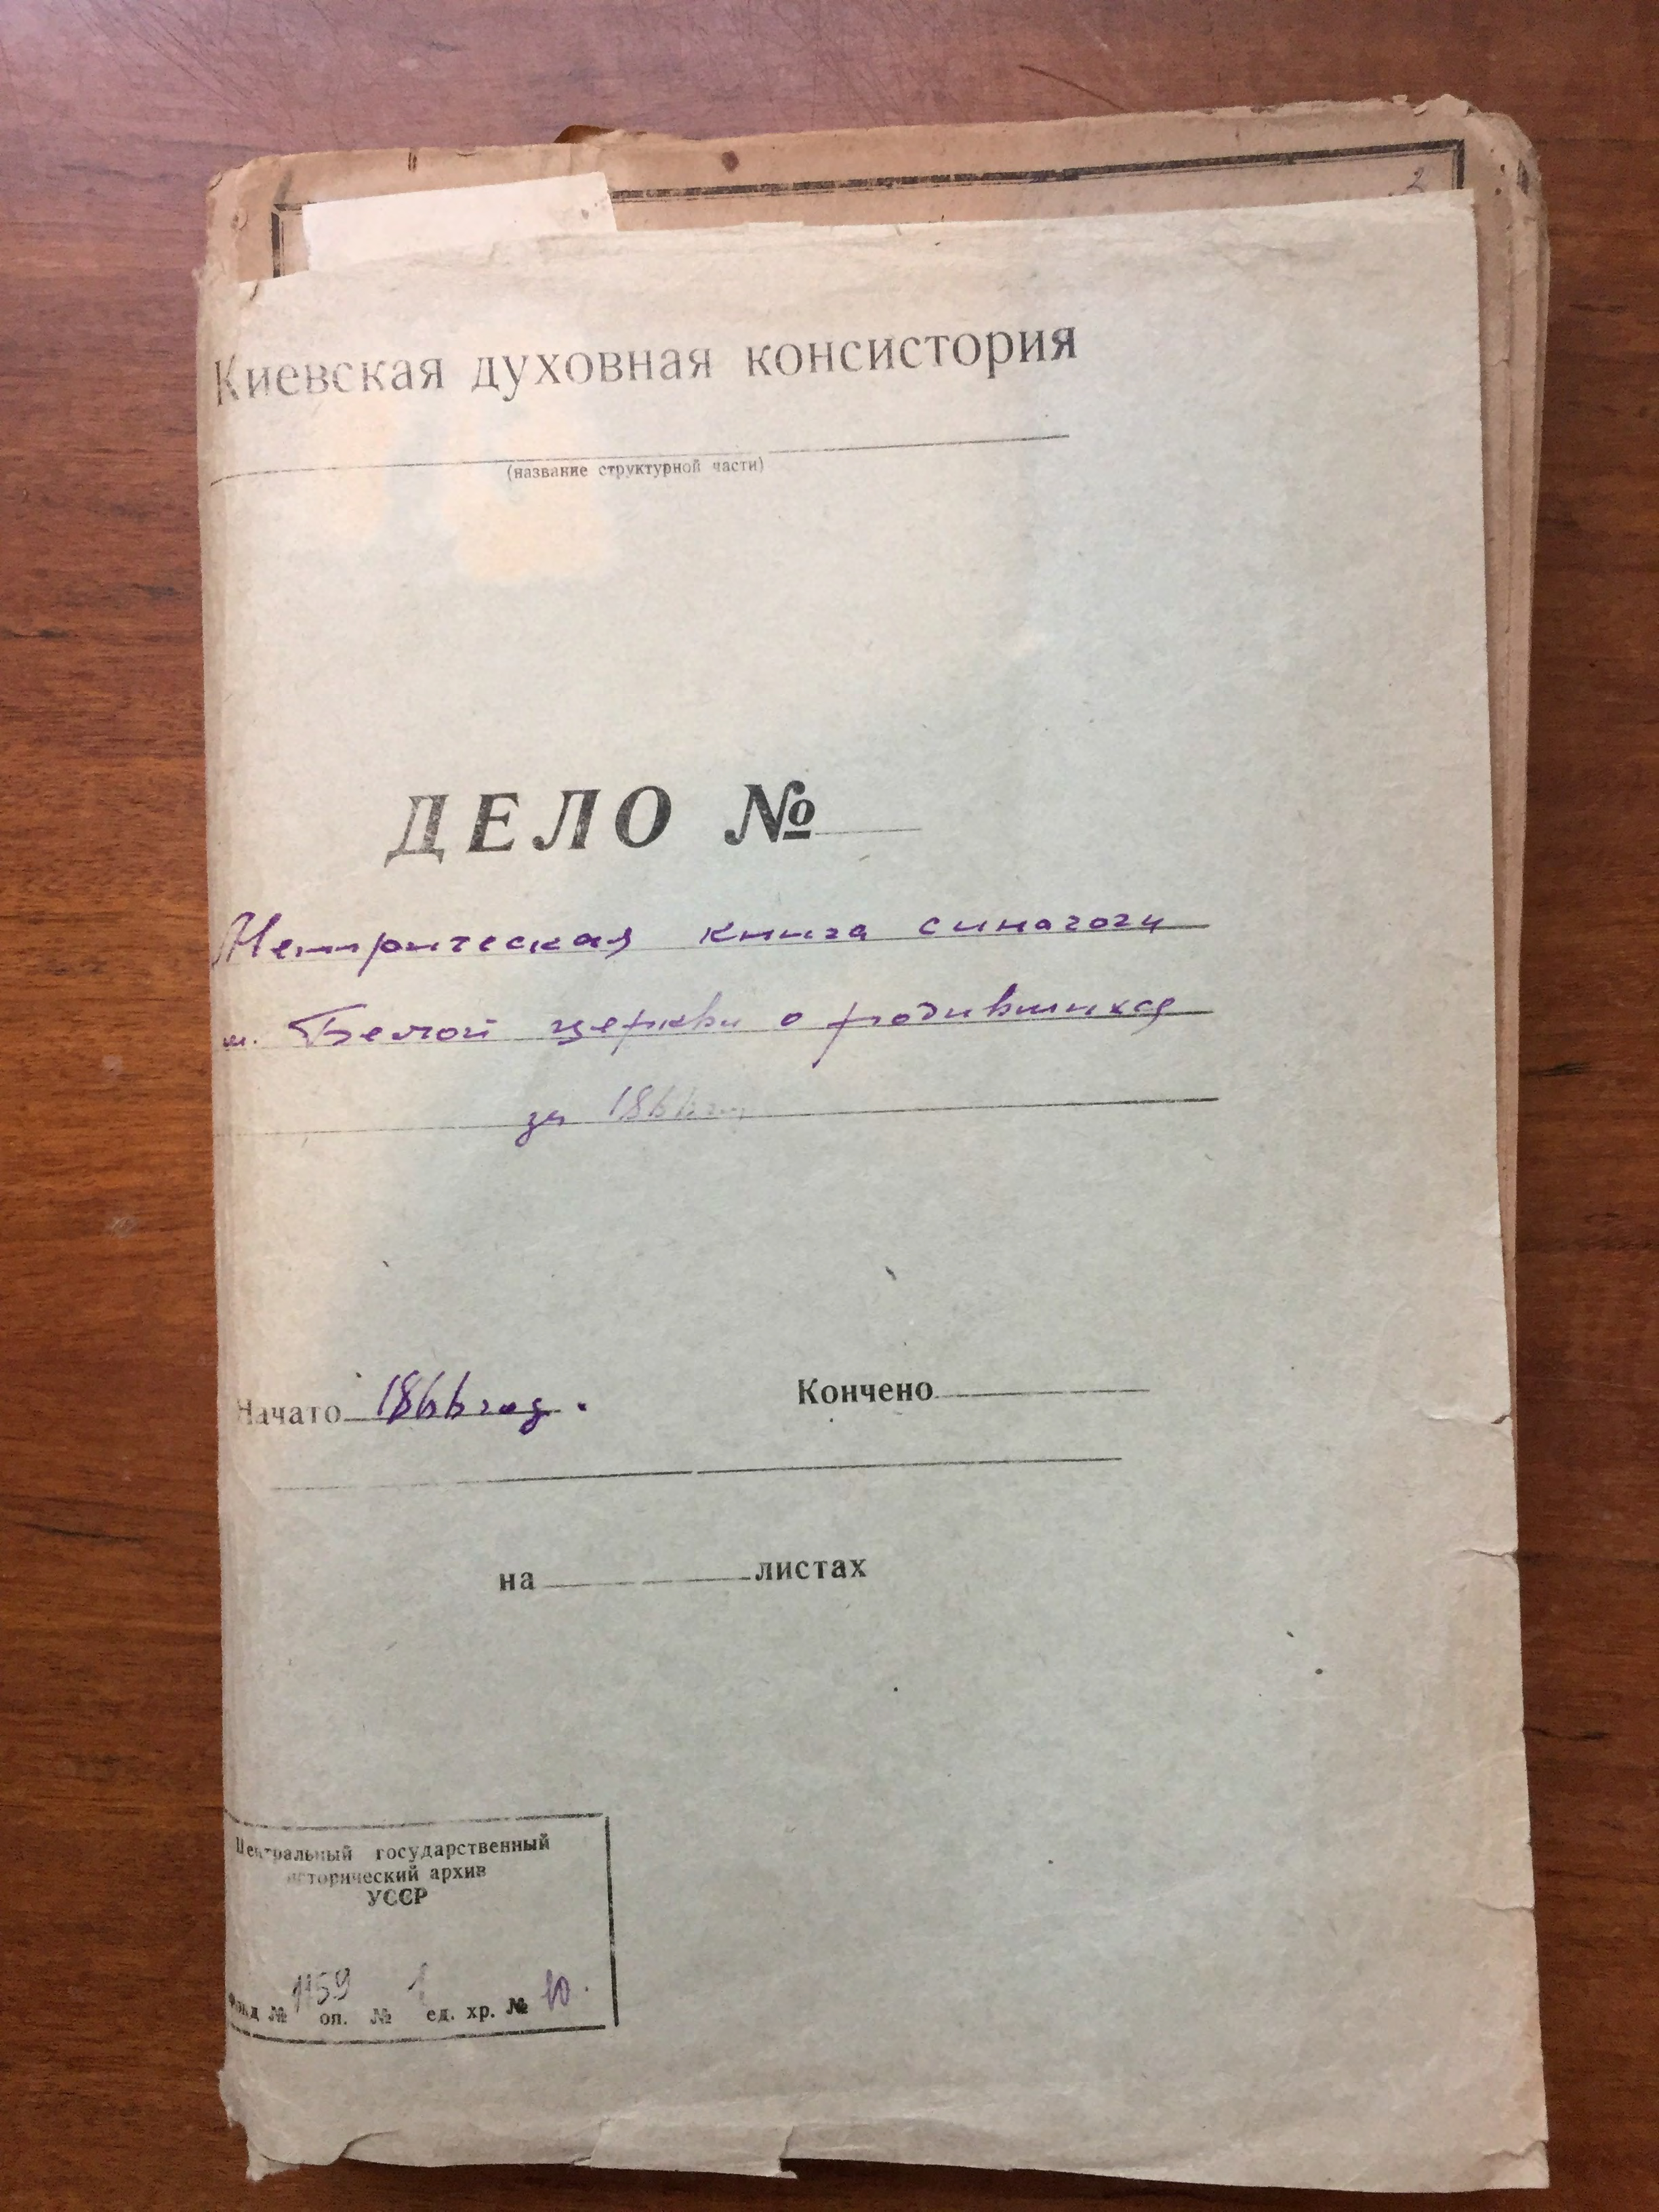 3
Киевская духовная консистория
(название структурной части)
ДЕЛО №
Метрическая книга синагоги
м. Белой церкви о родившихся
за 1866 год
Начато 1866 год. Кончено
на листах
Центральный государственный
исторический архив
УССР
Фонд № 1159 оп. № 1 ед. хр. № 10.